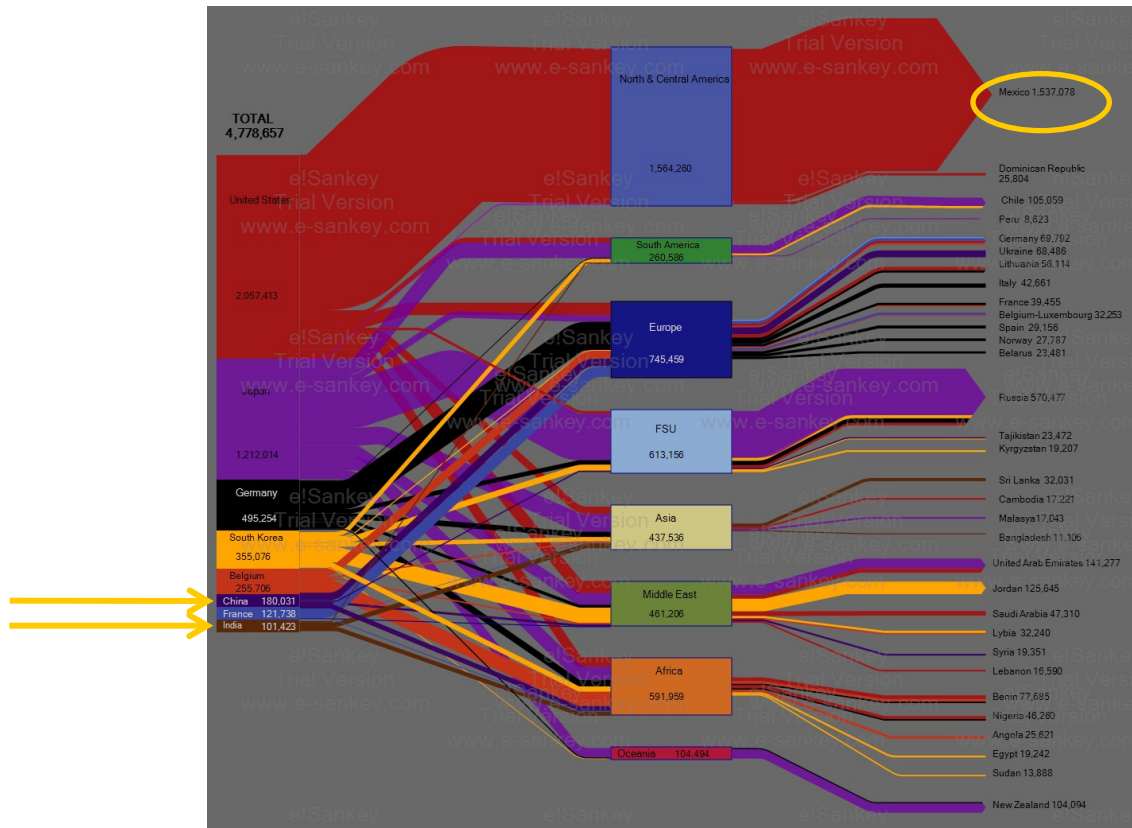 TOTAL
4,778,657
United States
2,057,413
Japan
1,212,014
Germany
495,254
South Korea
355,076
Belgium
255,706
China 180,031
France 121,738
India 101,423
North & Central America
1,564,260
South America
260,586
Europe
745,459
FSU
613,156
Asia
437,536
Middle East
461,206
Africa
591,959
Oceania 104,494
Mexico 1,537,078
Dominican Republic
25,804
Chile 105,059
Peru 8,623
Germany 69,792
Ukraine 68,486
Lithuania 56,114
Italy 42,661
France 39,455
Belgium-Luxembourg 32,253
Spain 29,156
Norway 27,787
Belarus 23,481
Russia 570,477
Tajikistan 23,472
Kyrgyzstan 19,207
Sri Lanka 32,031
Cambodia 17,221
Malaasya 17,043
Bangladesh 11,106
United Arab Emirates 141,277
Jordan 125,645
Saudi Arabia 47,310
Lybia 32,240
Syria 19,351
Lebanon 16,590
Benin 77,685
Nigeria 46,260
Angola 25,621
Egypt 19,242
Sudan 13,888
New Zealand 104,094
e!Sankey
Trial Version
www.e-sankey.com